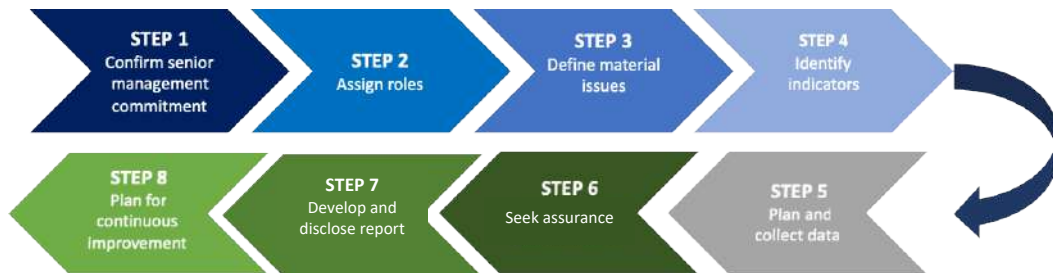 STEP 1
Confirm senior
management
commitment
STEP 2
Assign roles
STEP 3
Define material
issues
STEP 4
Identify
indicators
STEP 5
Plan and
collect data
STEP 6
Seek assurance
STEP 7
Develop and
disclose report
STEP 8
Plan for
continuous
improvement